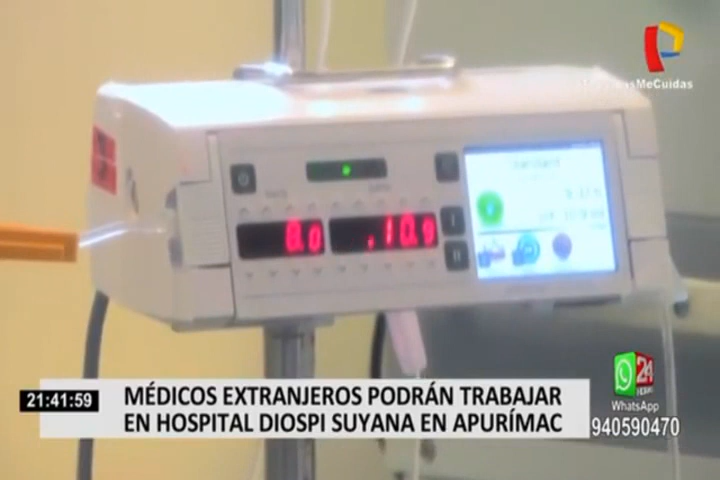 MeCuidas
0.0
.10.9
21:41:59
MÉDICOS EXTRANJEROS PODRÁN TRABAJAR
EN HOSPITAL DIOSPI SUYANA EN APURÍMAC
24
WhatsApp
940590470